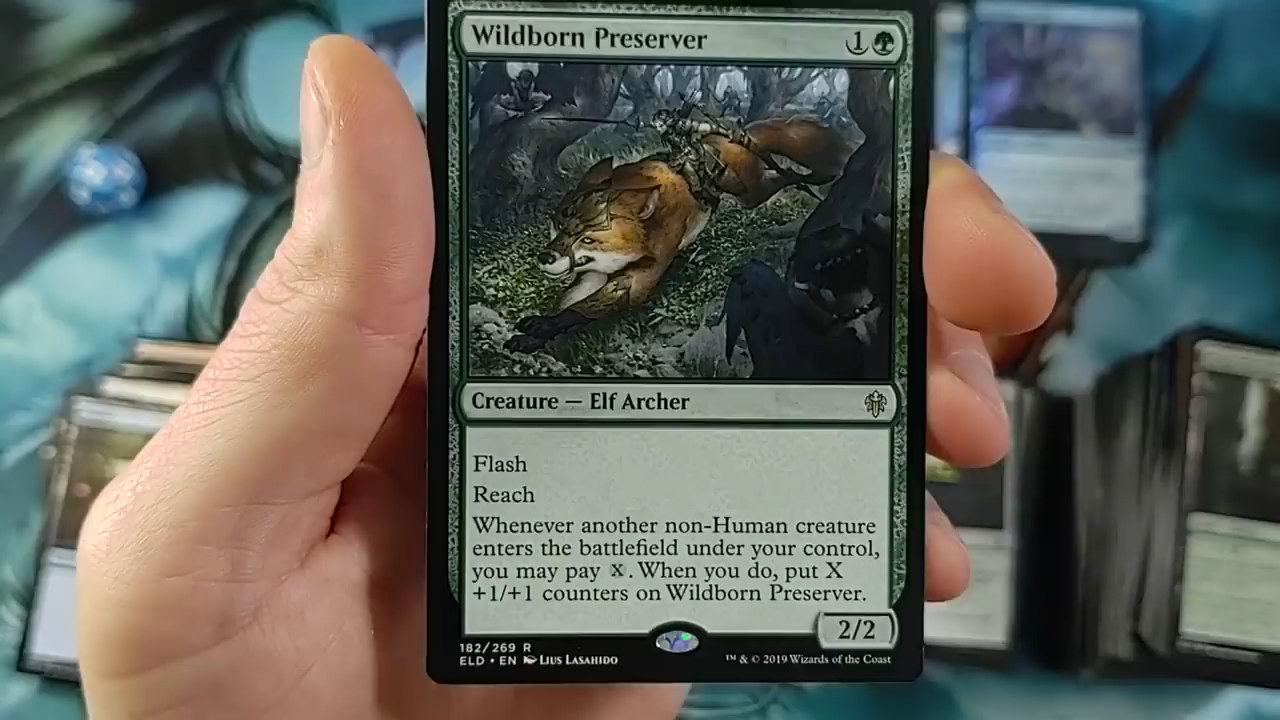 Wildborn Preserver 1
Creature — Elf Archer
Flash
Reach
Whenever another non-Human creature
enters the battlefield under your control,
you may pay X. When you do, put X
+1/+1 counters on Wildborn Preserver.
2/2
182/269 R
ELD • EN Lius Lasahido
™ & © 2019 Wizards of the Coast